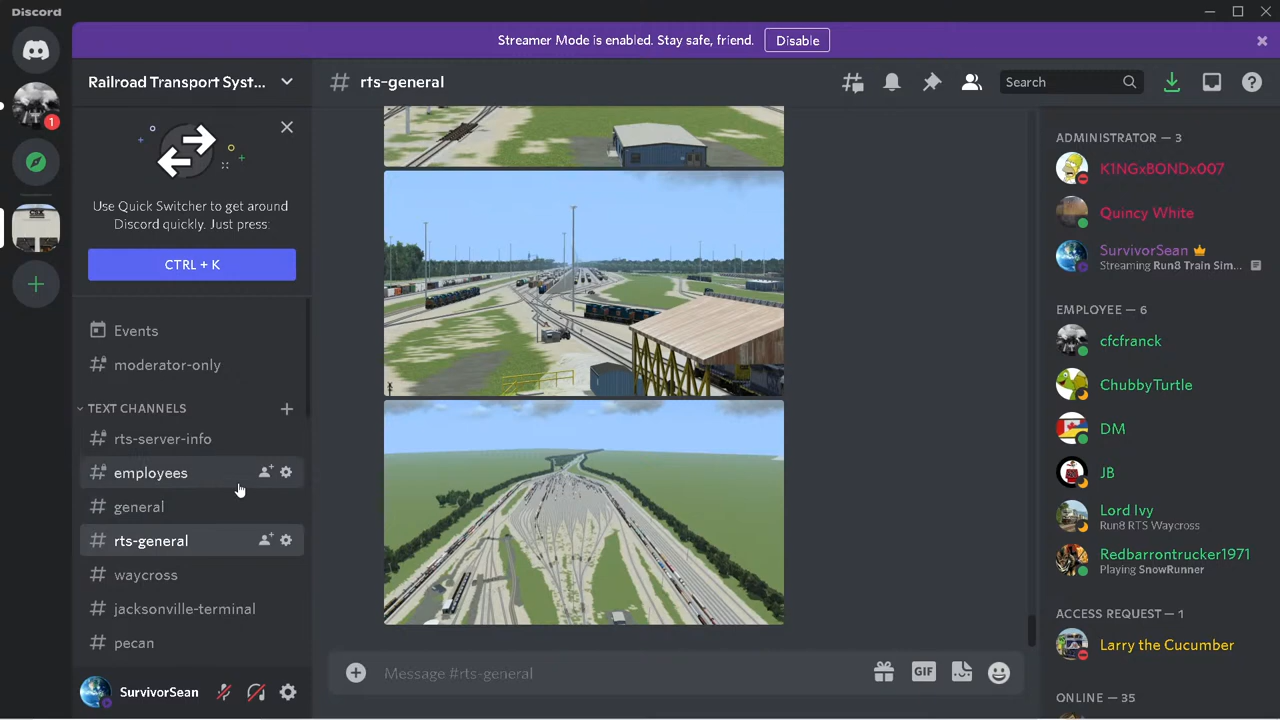 Discord
Streamer Mode is enabled. Stay safe, friend.
Disable
1
Railroad Transport Syst...
Use Quick Switcher to get around
Discord quickly. Just press:
CTRL + K
Events
moderator-only
TEXT CHANNELS
rts-server-info
employees
general
rts-general
waycross
jacksonville-terminal
pecan
SurvivorSean
rts-general
Message #rts-general
GIF
Search
ADMINISTRATOR — 3
K1NGxBONDx007
Quincy White
SurvivorSean
Streaming Run8 Train Sim...
EMPLOYEE — 6
cfcfranck
ChubbyTurtle
DM
JB
Lord Ivy
Run8 RTS Waycross
Redbarrontrucker1971
Playing SnowRunner
ACCESS REQUEST — 1
Larry the Cucumber
ONLINE — 35